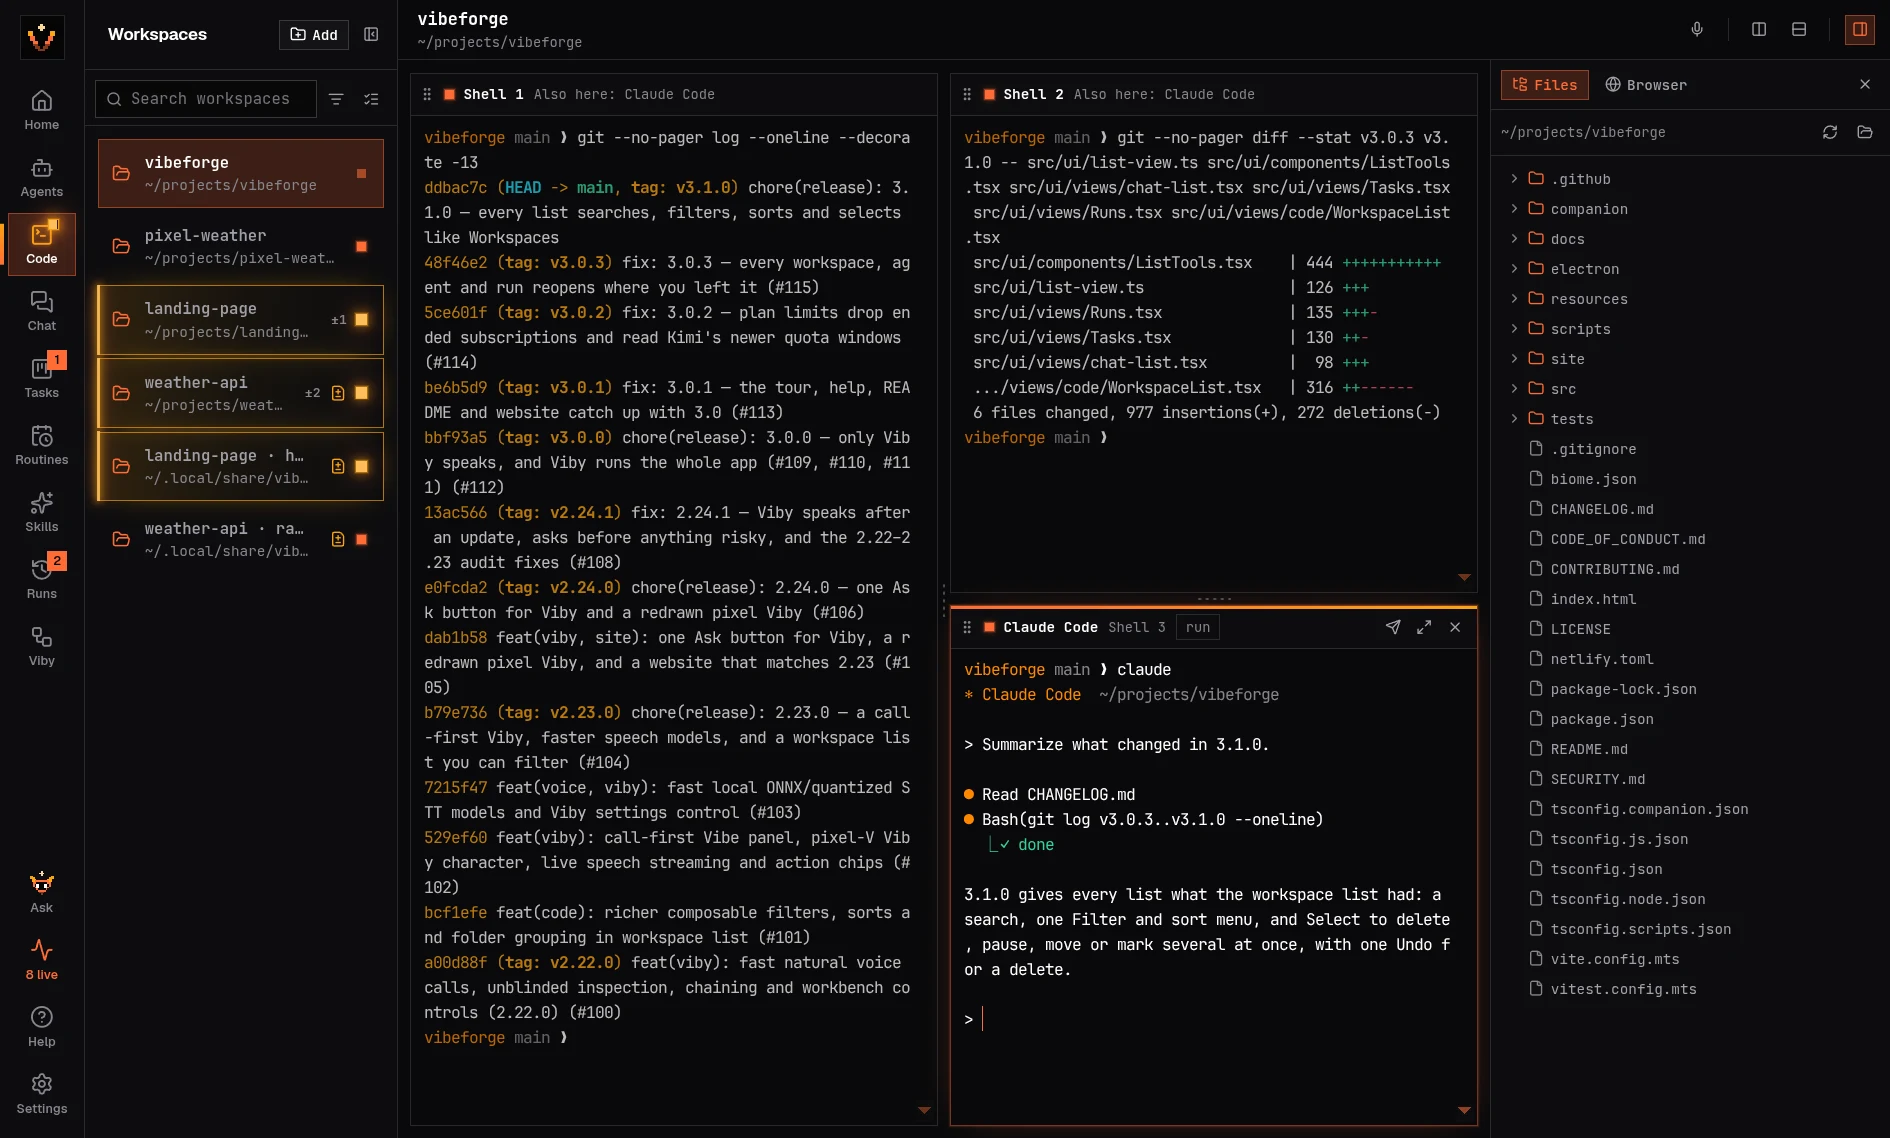 Home
Agents
Code
Chat
1
Tasks
Routines
Skills
2
Runs
Viby
Ask
8 live
Help
Settings
Workspaces
Add
Search workspaces
vibeforge
~/projects/vibeforge
pixel-weather
~/projects/pixel-weat…
landing-page
~/projects/landing…
±1
weather-api
~/projects/weat…
±2
landing-page · h…
~/.local/share/vib…
weather-api · ra…
~/.local/share/vib…
vibeforge
~/projects/vibeforge
Shell 1 Also here: Claude Code
vibeforge main ❯ git --no-pager log --oneline --decora
te -13
ddbac7c (HEAD -> main, tag: v3.1.0) chore(release): 3.
1.0 — every list searches, filters, sorts and selects
like Workspaces
48f46e2 (tag: v3.0.3) fix: 3.0.3 — every workspace, ag
ent and run reopens where you left it (#115)
5ce601f (tag: v3.0.2) fix: 3.0.2 — plan limits drop en
ded subscriptions and read Kimi's newer quota windows
(#114)
be6b5d9 (tag: v3.0.1) fix: 3.0.1 — the tour, help, REA
DME and website catch up with 3.0 (#113)
bbf93a5 (tag: v3.0.0) chore(release): 3.0.0 — only Vib
y speaks, and Viby runs the whole app (#109, #110, #11
1) (#112)
13ac566 (tag: v2.24.1) fix: 2.24.1 — Viby speaks after
an update, asks before anything risky, and the 2.22–2
.23 audit fixes (#108)
e0fcda2 (tag: v2.24.0) chore(release): 2.24.0 — one As
k button for Viby and a redrawn pixel Viby (#106)
dab1b58 feat(viby, site): one Ask button for Viby, a r
edrawn pixel Viby, and a website that matches 2.23 (#1
05)
b79e736 (tag: v2.23.0) chore(release): 2.23.0 — a call
-first Viby, faster speech models, and a workspace lis
t you can filter (#104)
7215f47 feat(voice, viby): fast local ONNX/quantized S
TT models and Viby settings control (#103)
529ef60 feat(viby): call-first Vibe panel, pixel-V Vib
y character, live speech streaming and action chips (#
102)
bcf1efe feat(code): richer composable filters, sorts a
nd folder grouping in workspace list (#101)
a00d88f (tag: v2.22.0) feat(viby): fast natural voice
calls, unblinded inspection, chaining and workbench co
ntrols (2.22.0) (#100)
vibeforge main ❯
Shell 2 Also here: Claude Code
vibeforge main ❯ git --no-pager diff --stat v3.0.3 v3.
1.0 -- src/ui/list-view.ts src/ui/components/ListTools
.tsx src/ui/views/chat-list.tsx src/ui/views/Tasks.tsx
src/ui/views/Runs.tsx src/ui/views/code/WorkspaceList
.tsx
src/ui/components/ListTools.tsx | 444 +++++++++++
src/ui/list-view.ts | 126 +++
src/ui/views/Runs.tsx | 135 +++-
src/ui/views/Tasks.tsx | 130 ++-
src/ui/views/chat-list.tsx | 98 +++
.../views/code/WorkspaceList.tsx | 316 ++------
6 files changed, 977 insertions(+), 272 deletions(-)
vibeforge main ❯
Claude Code Shell 3 run
vibeforge main ❯ claude
* Claude Code ~/projects/vibeforge
> Summarize what changed in 3.1.0.
● Read CHANGELOG.md
● Bash(git log v3.0.3..v3.1.0 --oneline)
⎿ ✓ done
3.1.0 gives every list what the workspace list had: a
search, one Filter and sort menu, and Select to delete
, pause, move or mark several at once, with one Undo f
or a delete.
>
Files
Browser
~/projects/vibeforge
.github
companion
docs
electron
resources
scripts
site
src
tests
.gitignore
biome.json
CHANGELOG.md
CODE_OF_CONDUCT.md
CONTRIBUTING.md
index.html
LICENSE
netlify.toml
package-lock.json
package.json
README.md
SECURITY.md
tsconfig.companion.json
tsconfig.js.json
tsconfig.json
tsconfig.node.json
tsconfig.scripts.json
vite.config.mts
vitest.config.mts